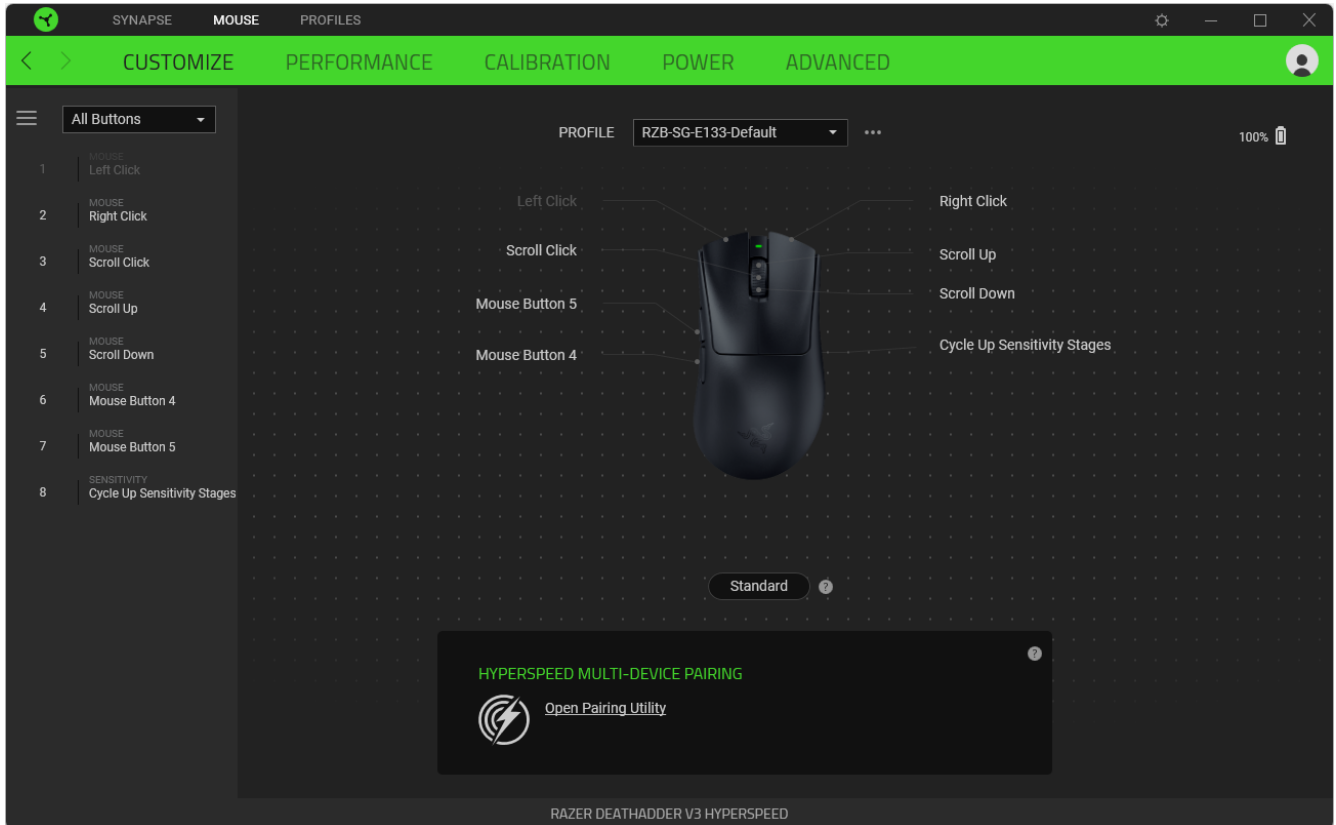 SYNAPSE MOUSE PROFILES
CUSTOMIZE PERFORMANCE CALIBRATION POWER ADVANCED
All Buttons
PROFILE RZB-SG-E133-Default
100%
1 MOUSE
Left Click
2 MOUSE
Right Click
3 MOUSE
Scroll Click
4 MOUSE
Scroll Up
5 MOUSE
Scroll Down
6 MOUSE
Mouse Button 4
7 MOUSE
Mouse Button 5
8 SENSITIVITY
Cycle Up Sensitivity Stages
Left Click
Scroll Click
Mouse Button 5
Mouse Button 4
Right Click
Scroll Up
Scroll Down
Cycle Up Sensitivity Stages
Standard ?
?
HYPERSPEED MULTI-DEVICE PAIRING
Open Pairing Utility
RAZER DEATHADDER V3 HYPERSPEED